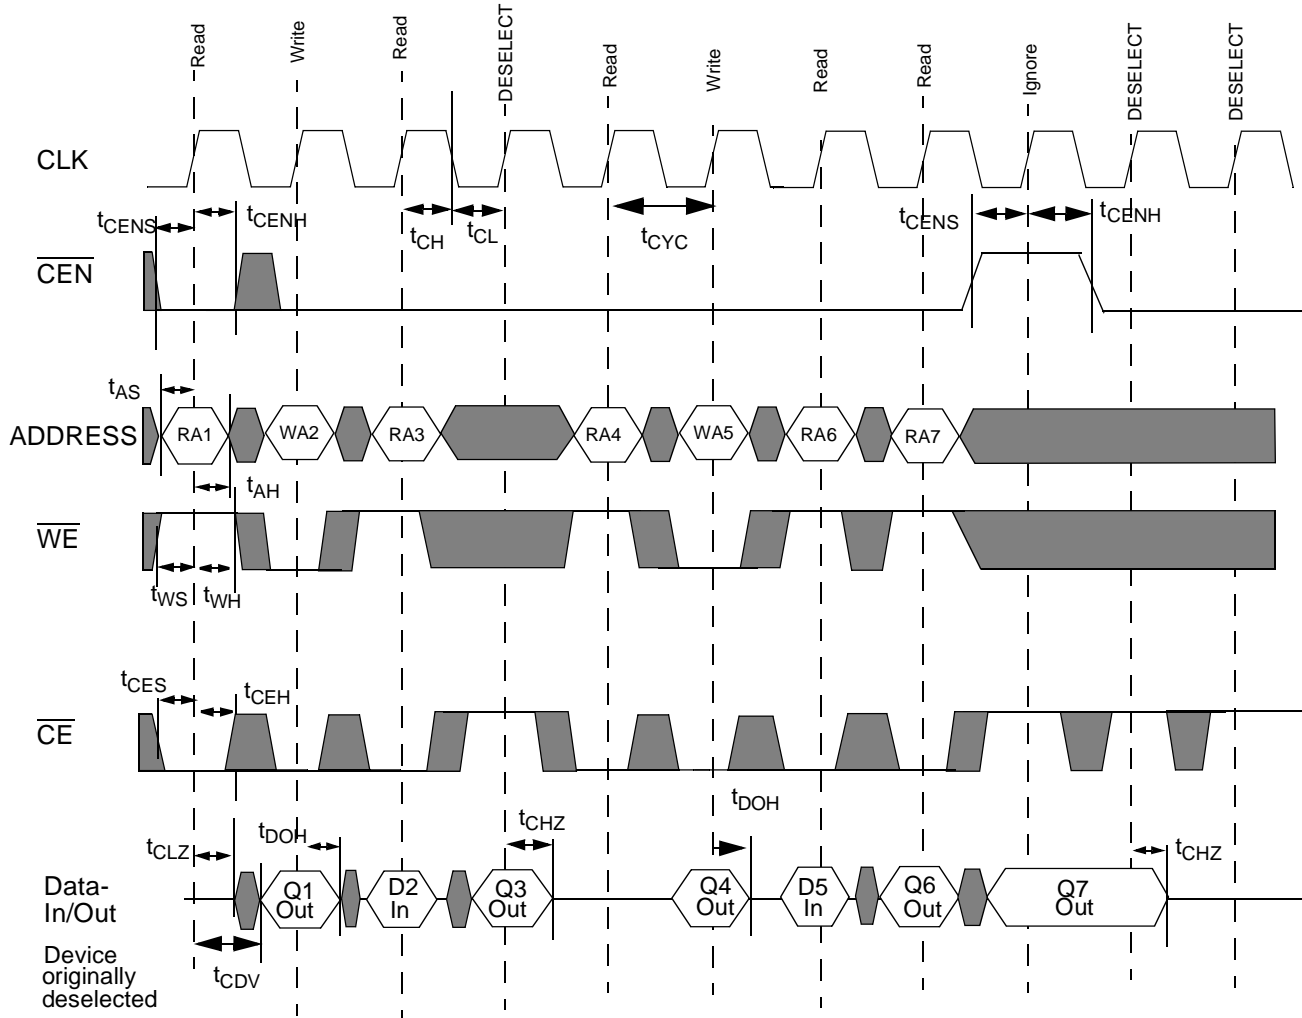 Read
Write
Read
DESELECT
Read
Write
Read
Read
Ignore
DESELECT
DESELECT
CLK
tCENS
tCENH
tCH
tCL
tCYC
tCENS
tCENH
CEN
tAS
ADDRESS
RA1
WA2
RA3
RA4
WA5
RA6
RA7
tAH
WE
tWS
tWH
tCES
tCEH
CE
tDOH
tCLZ
tDOH
tCHZ
tCHZ
Data-
In/Out
Q1
Out
D2
In
Q3
Out
Q4
Out
D5
In
Q6
Out
Q7
Out
tCDV
Device
originally
deselected